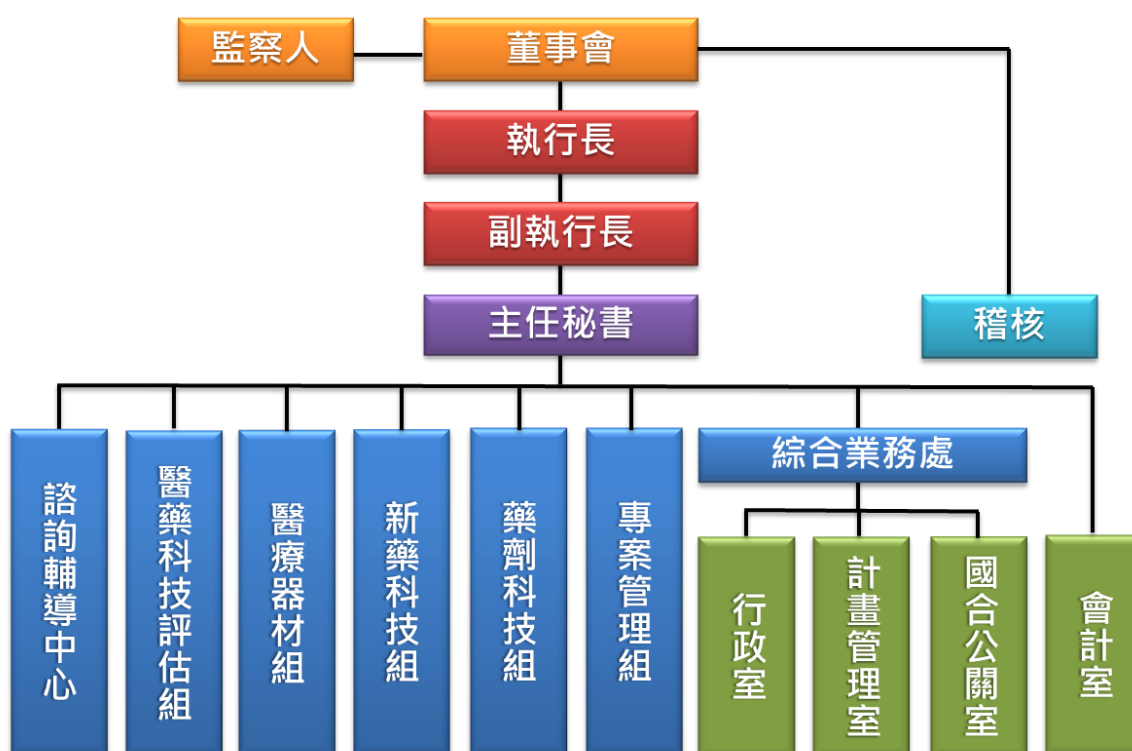 監察人
董事會
執行長
副執行長
主任秘書
稽核
諮詢輔導中心
醫藥科技評估組
醫療器材組
新藥科技組
藥劑科技組
專案管理組
綜合業務處
行政室
計畫管理室
國合公關室
會計室